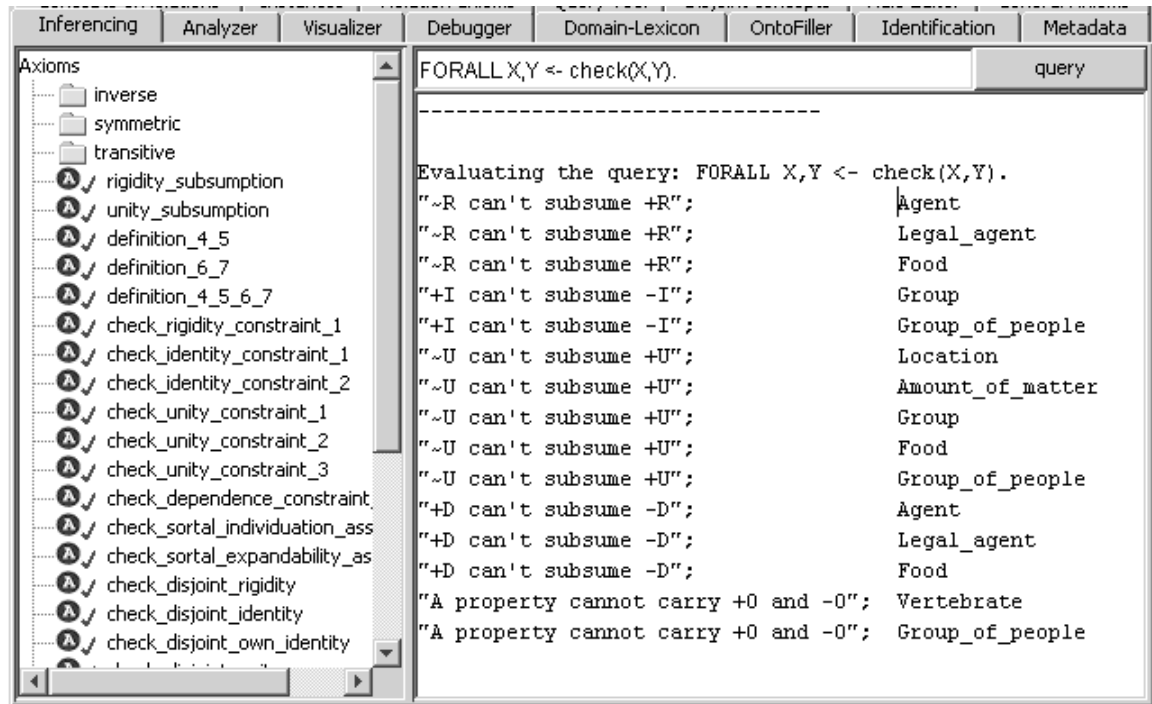 Inferencing Analyzer Visualizer Debugger Domain-Lexicon OntoFiller Identification Metadata
Axioms
inverse
symmetric
transitive
rigidity_subsumption
unity_subsumption
definition_4_5
definition_6_7
definition_4_5_6_7
check_rigidity_constraint_1
check_identity_constraint_1
check_identity_constraint_2
check_unity_constraint_1
check_unity_constraint_2
check_unity_constraint_3
check_dependence_constraint_
check_sortal_individuation_ass
check_sortal_expandability_as
check_disjoint_rigidity
check_disjoint_identity
check_disjoint_own_identity
FORALL X,Y <- check(X,Y). query
--------------------------------
Evaluating the query: FORALL X,Y <- check(X,Y).
"~R can't subsume +R"; Agent
"~R can't subsume +R"; Legal_agent
"~R can't subsume +R"; Food
"+I can't subsume -I"; Group
"+I can't subsume -I"; Group_of_people
"~U can't subsume +U"; Location
"~U can't subsume +U"; Amount_of_matter
"~U can't subsume +U"; Group
"~U can't subsume +U"; Food
"~U can't subsume +U"; Group_of_people
"+D can't subsume -D"; Agent
"+D can't subsume -D"; Legal_agent
"+D can't subsume -D"; Food
"A property cannot carry +O and -O"; Vertebrate
"A property cannot carry +O and -O"; Group_of_people